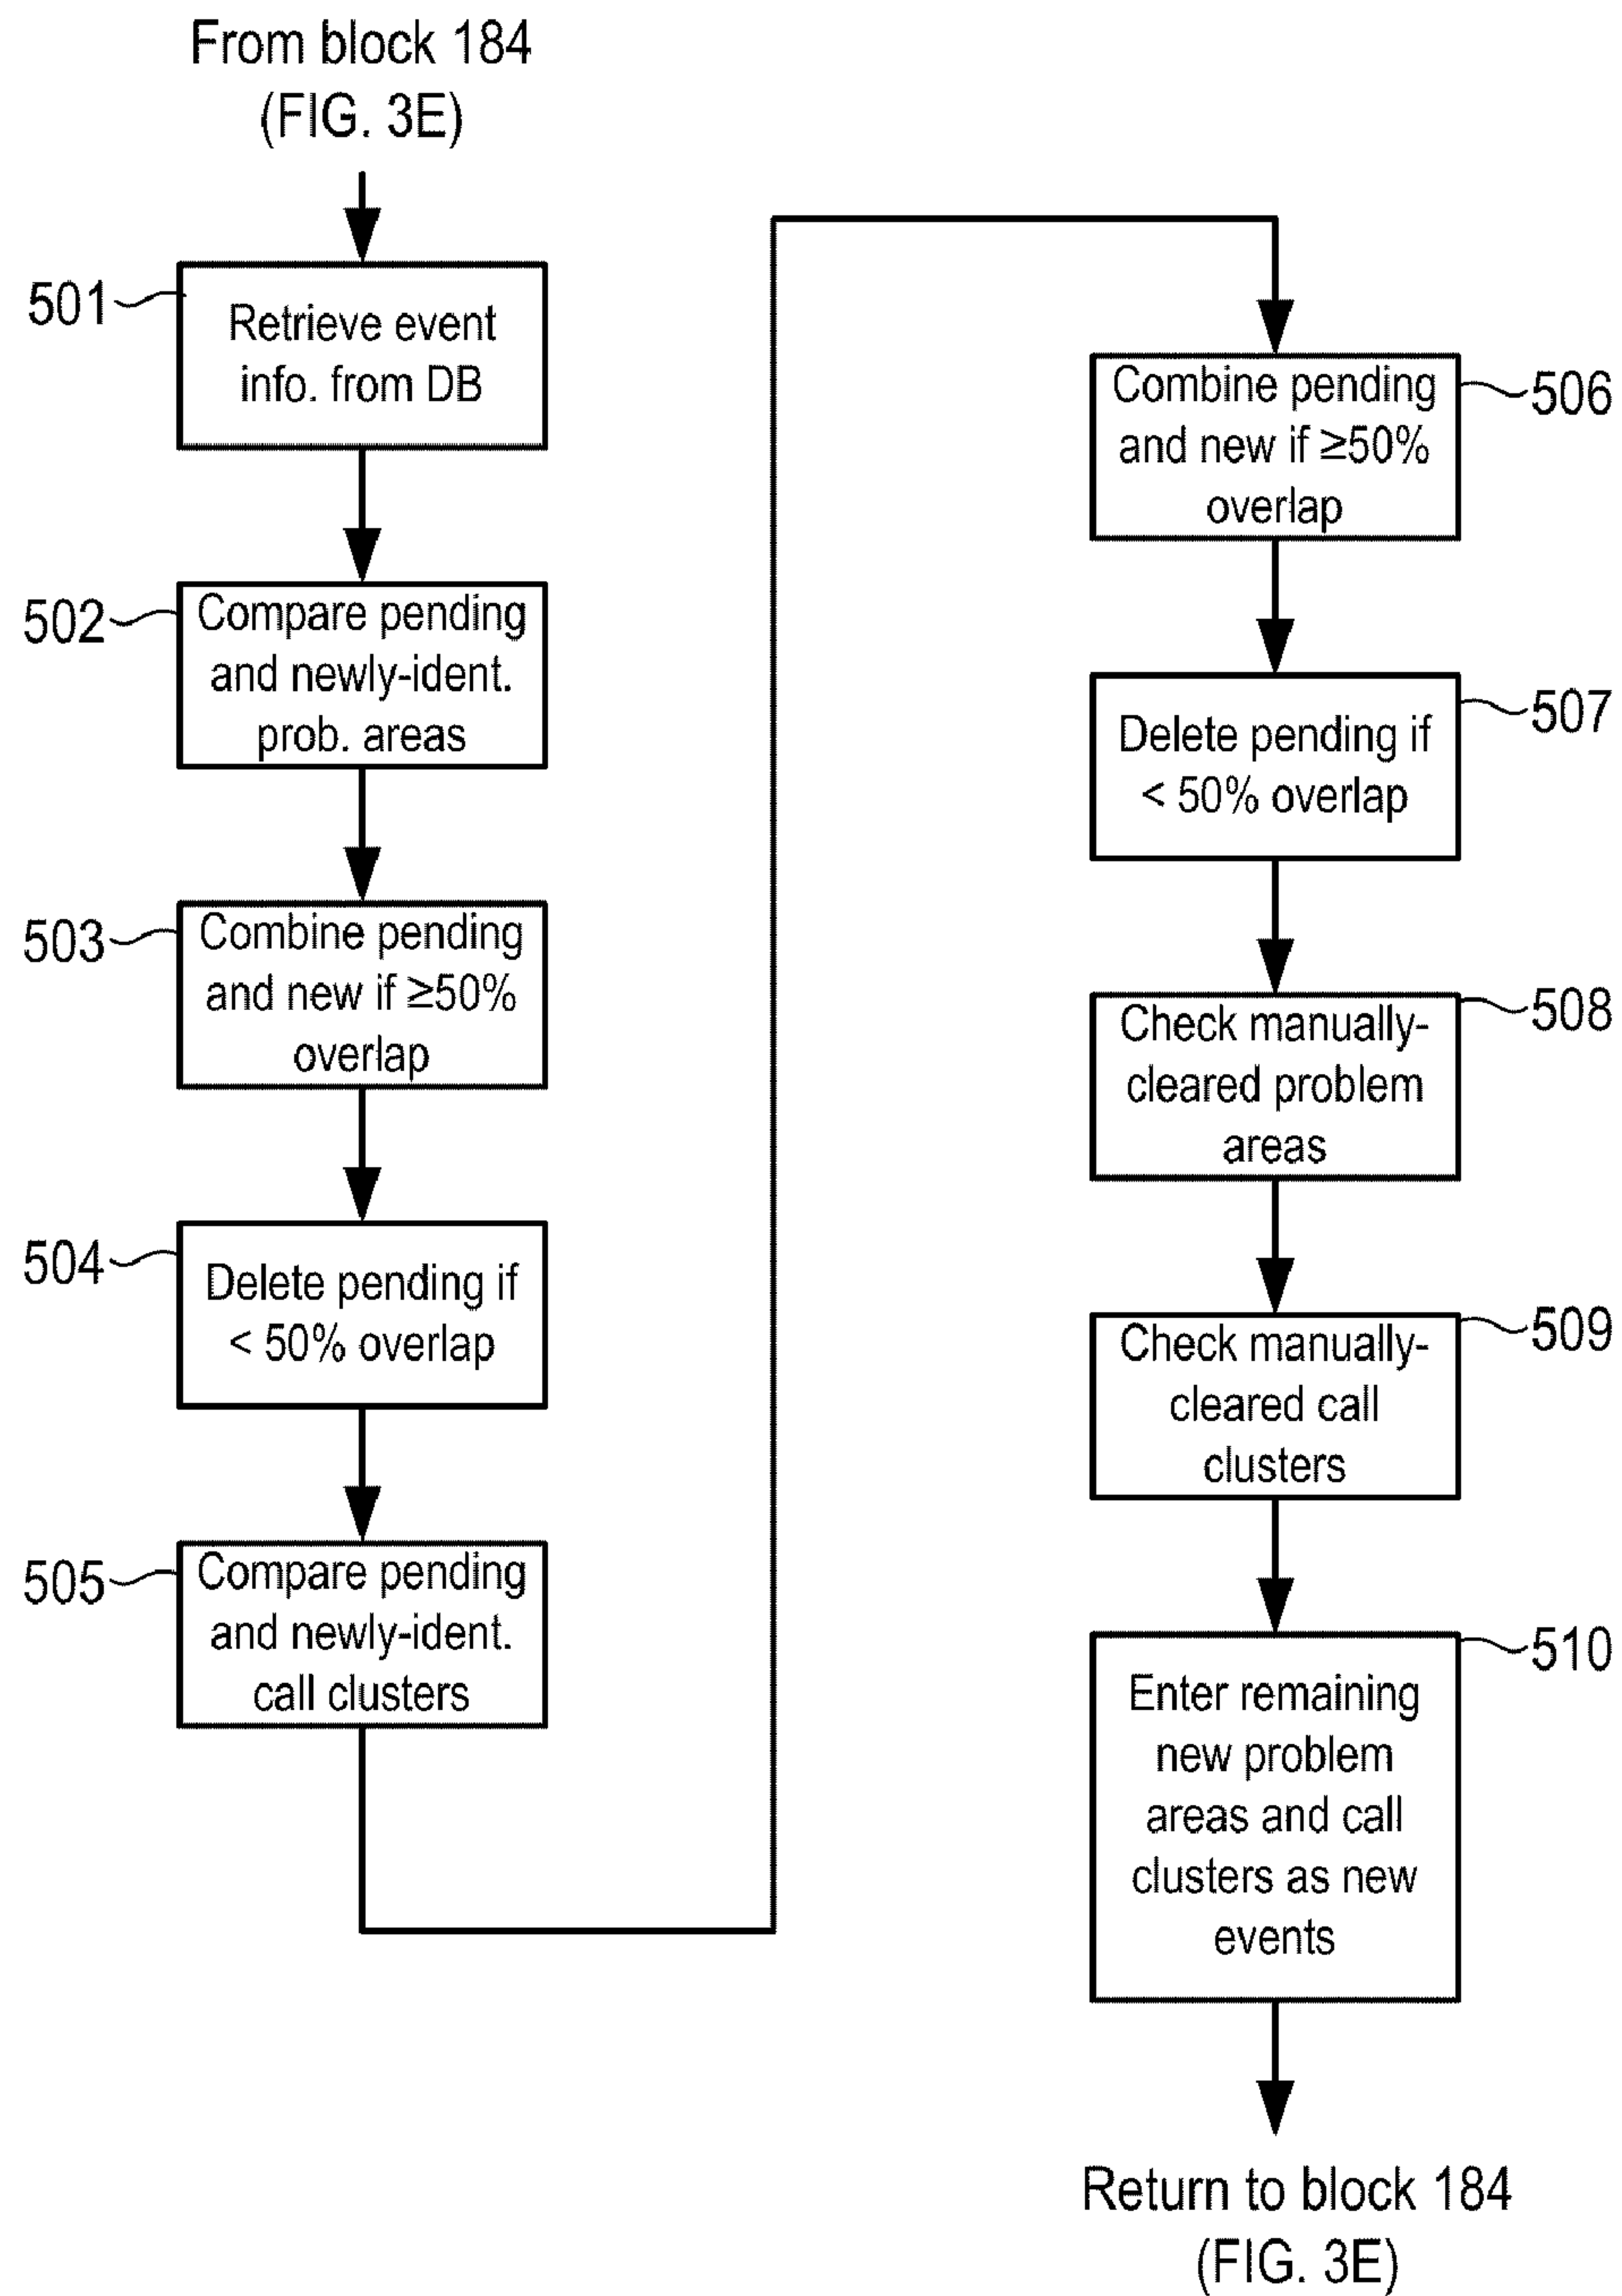 From block 184
(FIG. 3E)
501
Retrieve event
info. from DB
502
Compare pending
and newly-ident.
prob. areas
503
Combine pending
and new if ≥50%
overlap
504
Delete pending if
< 50% overlap
505
Compare pending
and newly-ident.
call clusters
506
Combine pending
and new if ≥50%
overlap
507
Delete pending if
< 50% overlap
508
Check manually-
cleared problem
areas
509
Check manually-
cleared call
clusters
510
Enter remaining
new problem
areas and call
clusters as new
events
Return to block 184
(FIG. 3E)